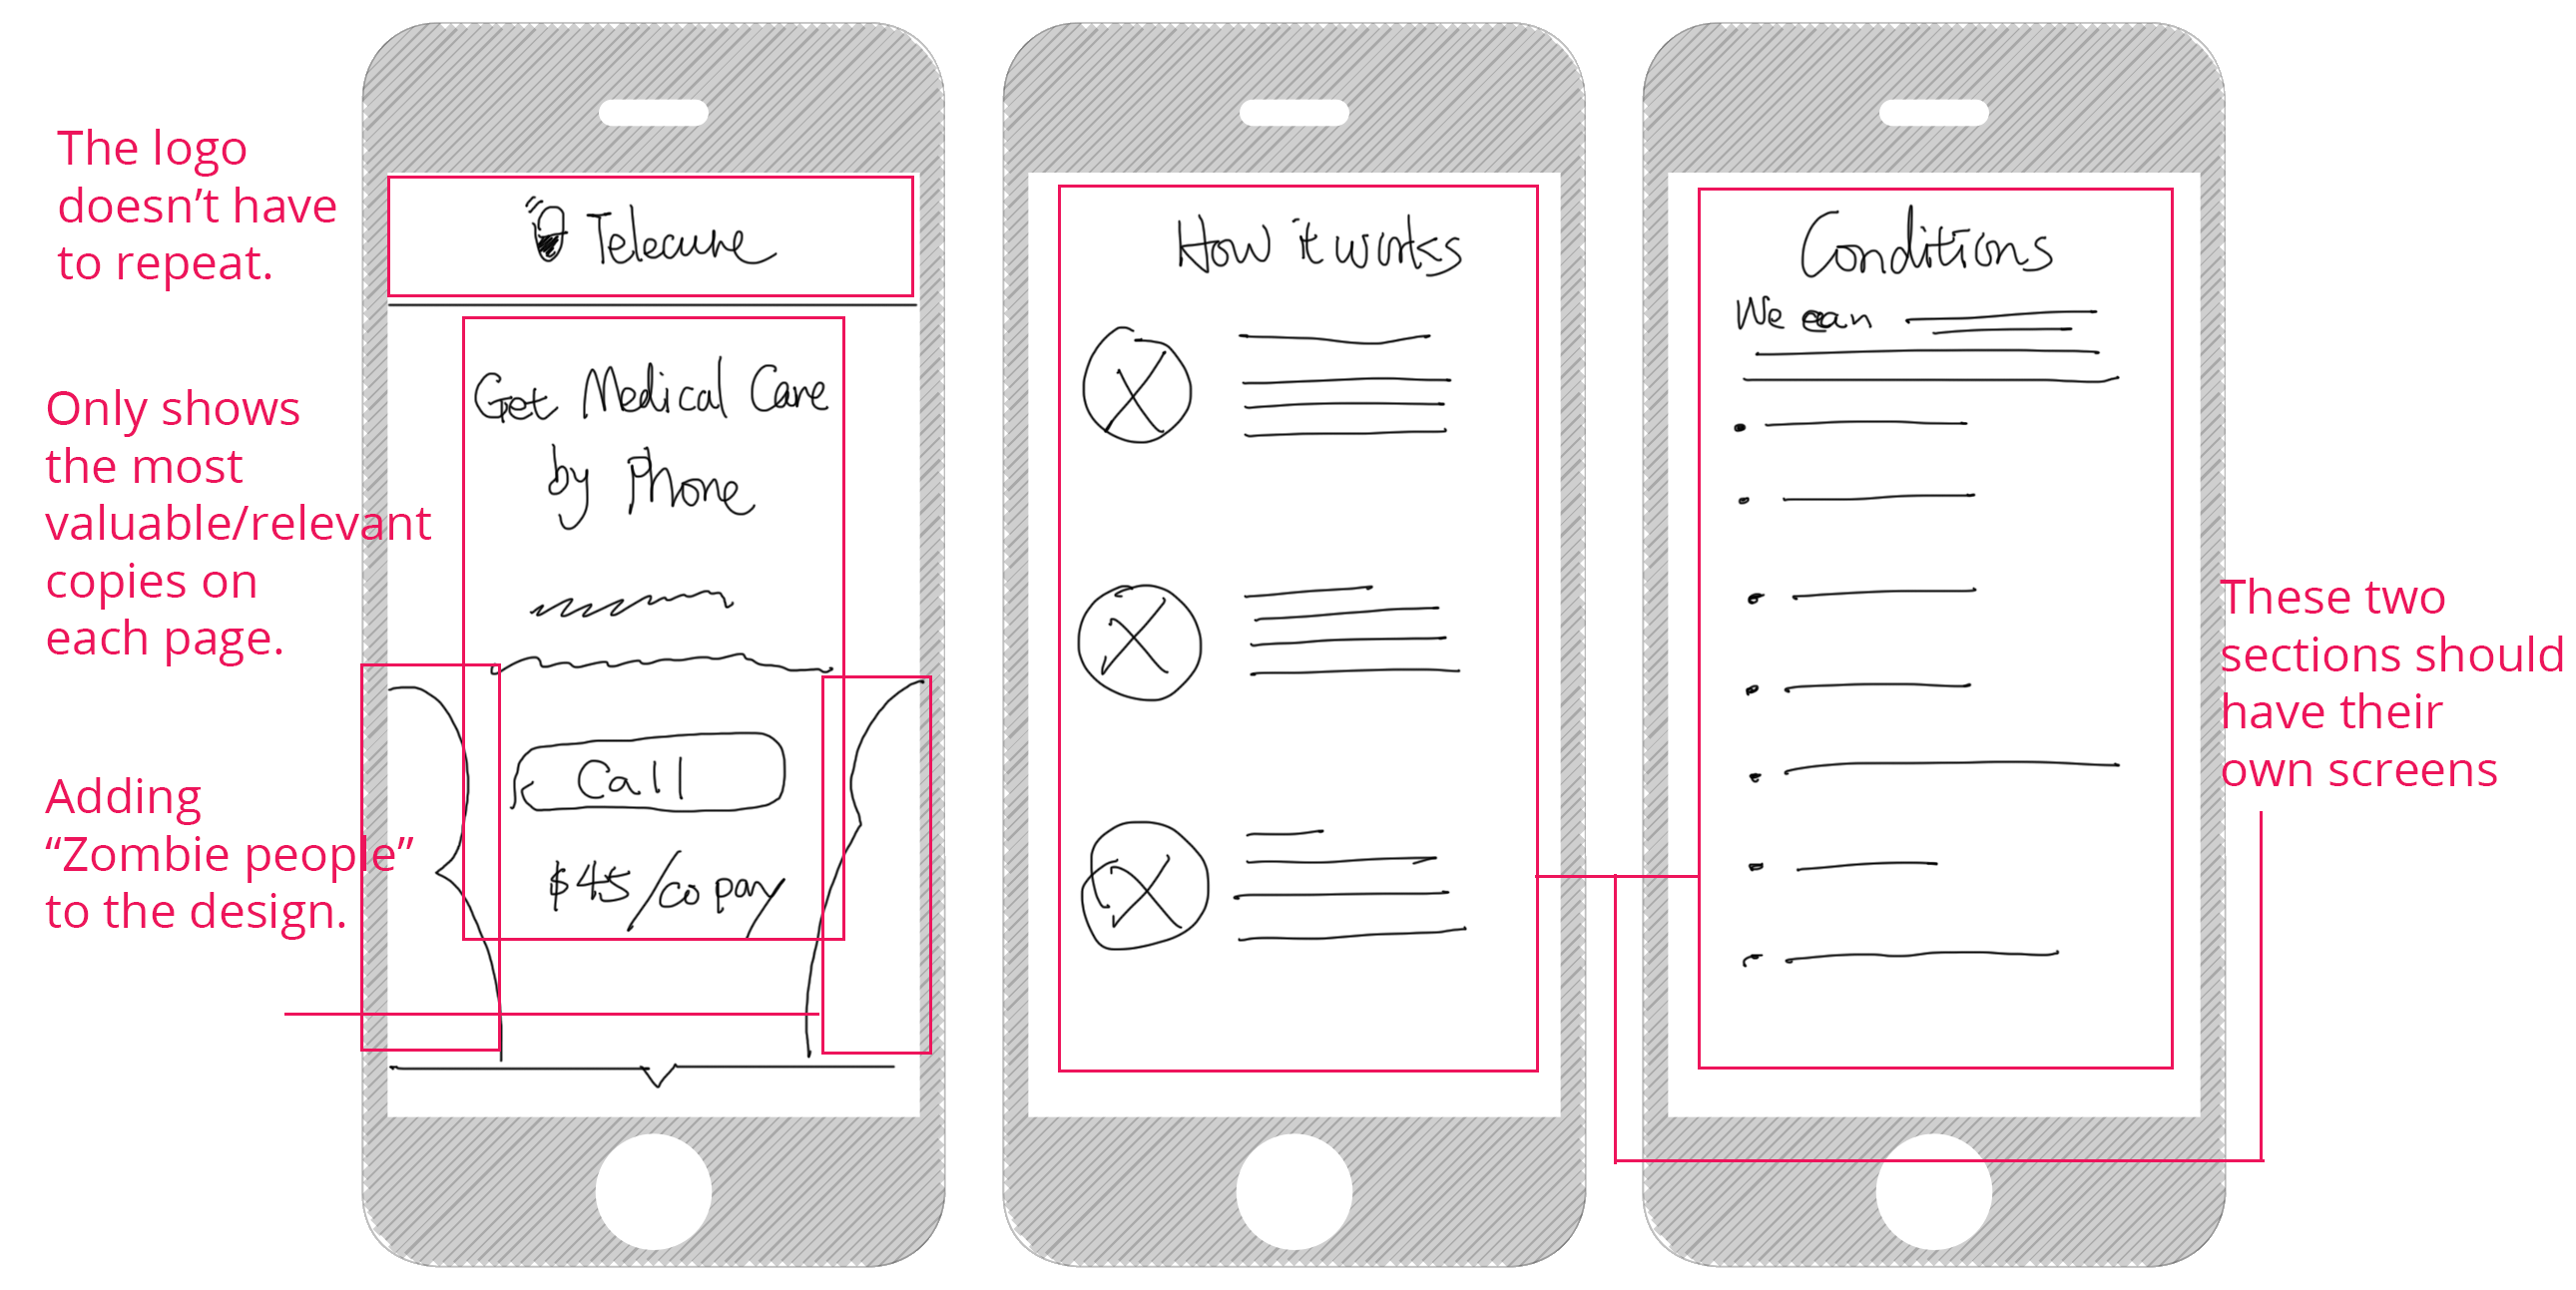 The logo
doesn’t have
to repeat.
Only shows
the most
valuable/relevant
copies on
each page.
Adding
“Zombie people”
to the design.
Telecure
Get Medical Care
by Phone
Call
$45/co pay
How it works
Conditions
We can
These two
sections should
have their
own screens